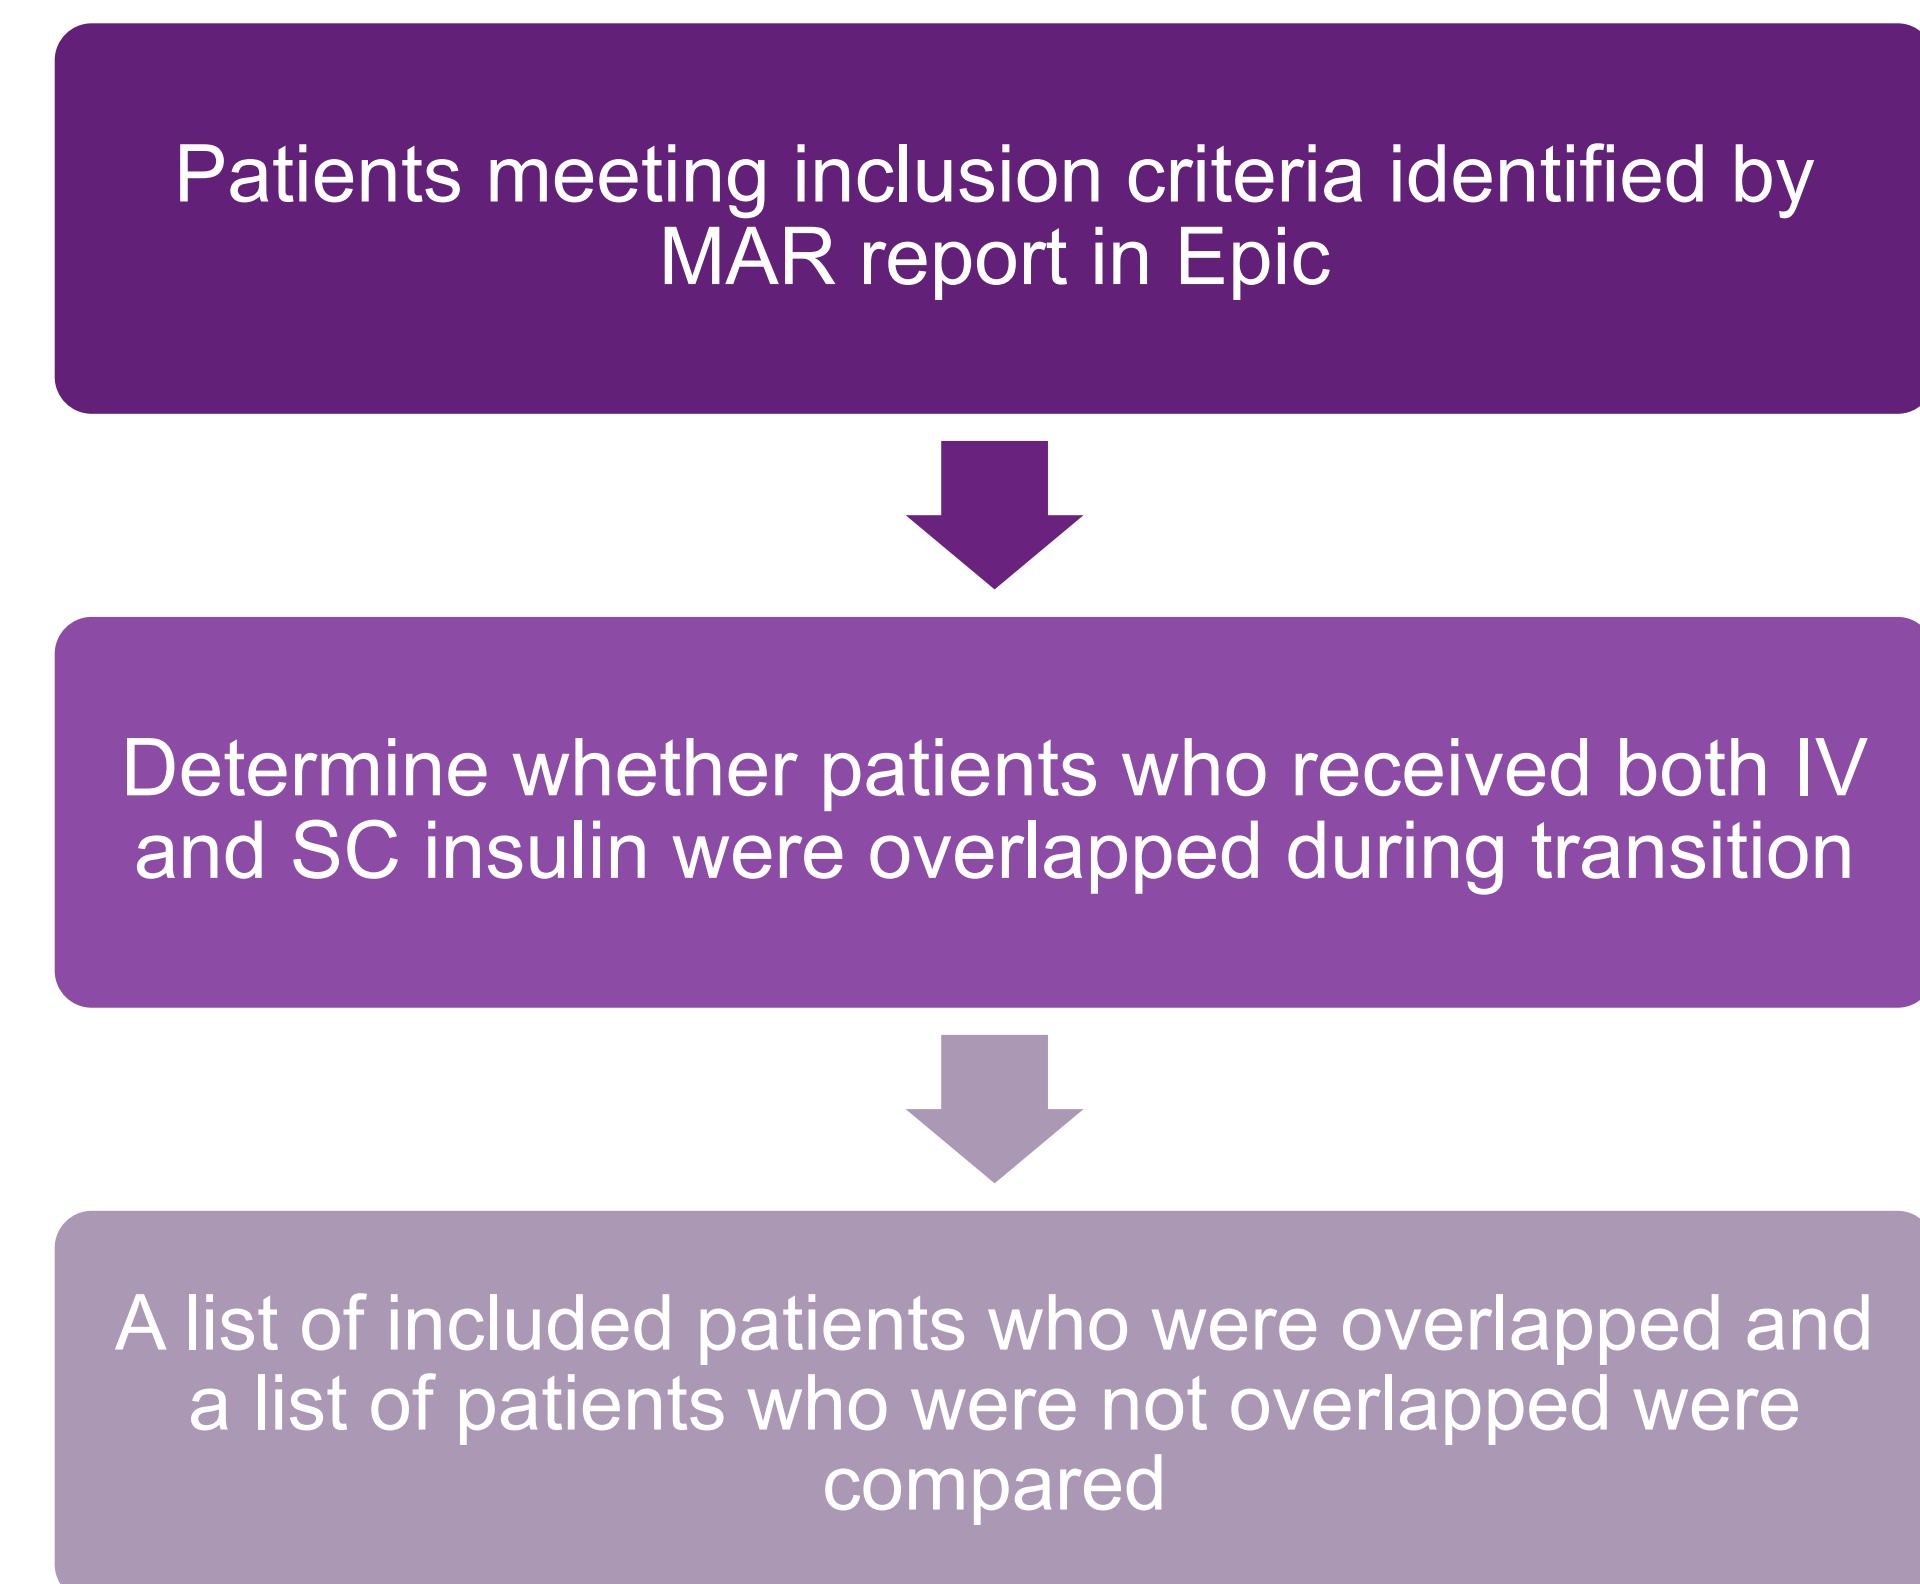 Patients meeting inclusion criteria identified by
MAR report in Epic
Determine whether patients who received both IV
and SC insulin were overlapped during transition
A list of included patients who were overlapped and
a list of patients who were not overlapped were
compared